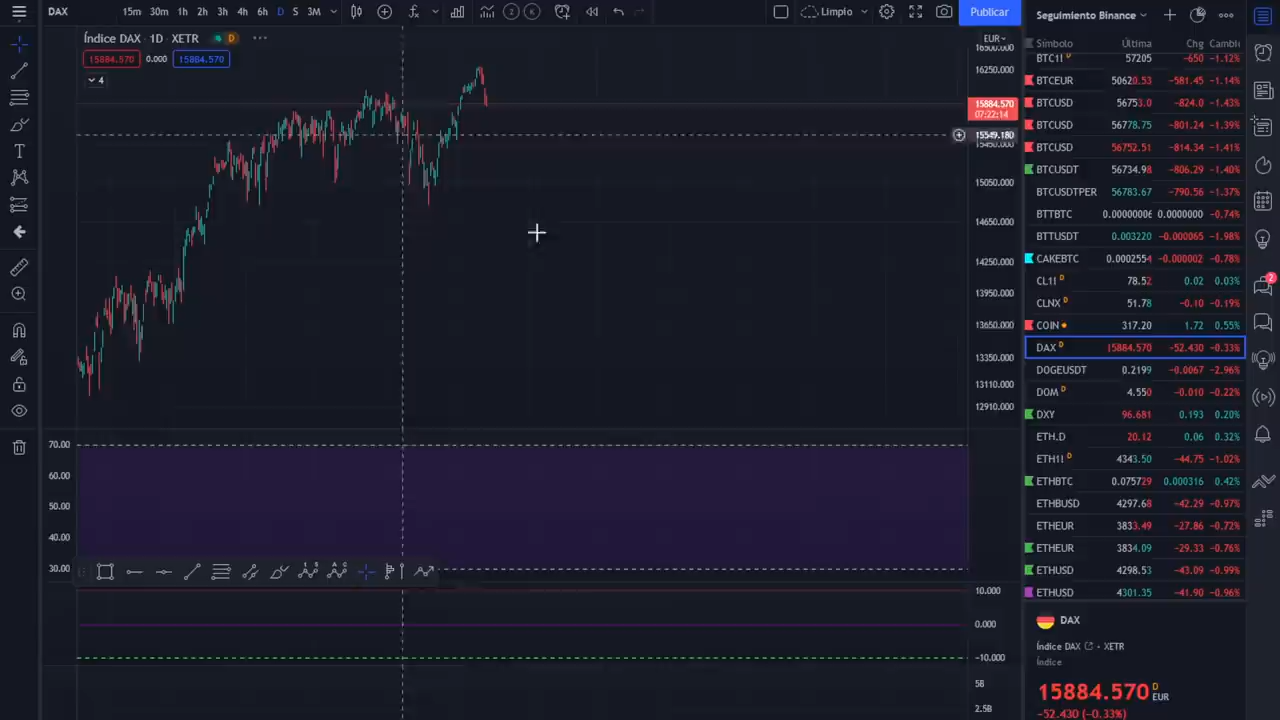 DAX 15m 30m 1h 2h 3h 4h 6h D S 3M Limpio Publicar
Índice DAX · 1D · XETR D
15884.570 0.000 15884.570
4
EUR
16500.000
16250.000
15884.570
07:22:14
15549.180
15450.000
15050.000
14650.000
14250.000
13950.000
13650.000
13350.000
13110.000
12910.000
70.00
60.00
50.00
40.00
30.00
10.000
0.000
-10.000
5B
2.5B
Seguimiento Binance
Símbolo Última Chg Cambi
BTC1! D 57205 -650 -1.12%
BTCEUR 50620.53 -581.45 -1.14%
BTCUSD 56753.0 -824.0 -1.43%
BTCUSD 56778.75 -801.24 -1.39%
BTCUSD 56752.51 -814.34 -1.41%
BTCUSDT 56734.98 -806.29 -1.40%
BTCUSDTPER 56783.67 -790.56 -1.37%
BTTBTC 0.00000006 0.0000000 -0.74%
BTTUSDT 0.003220 -0.000065 -1.98%
CAKEBTC 0.0002554 -0.000002 -0.78%
CL1! D 78.52 0.02 0.03%
CLNX D 51.78 -0.10 -0.19%
COIN 317.20 1.72 0.55%
DAX D 15884.570 -52.430 -0.33%
DOGEUSDT 0.2199 -0.0067 -2.96%
DOM D 4.550 -0.010 -0.22%
DXY 96.681 0.193 0.20%
ETH.D 20.12 0.06 0.32%
ETH1! D 4343.50 -44.75 -1.02%
ETHBTC 0.075729 0.000316 0.42%
ETHBUSD 4297.68 -42.29 -0.97%
ETHEUR 3833.49 -27.86 -0.72%
ETHEUR 3834.09 -29.33 -0.76%
ETHUSD 4298.53 -43.09 -0.99%
ETHUSD 4301.35 -41.90 -0.96%
2
DAX
Índice DAX · XETR
Índice
15884.570 D EUR
-52.430 (-0.33%)